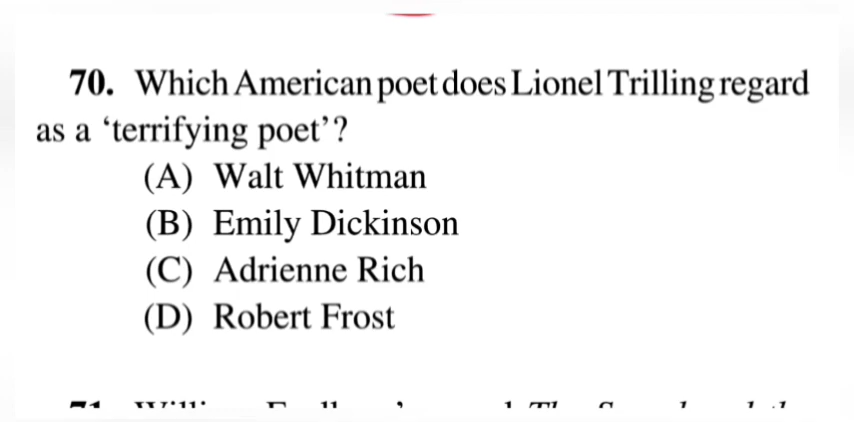 70. Which American poet does Lionel Trilling regard
as a ‘terrifying poet’?
(A) Walt Whitman
(B) Emily Dickinson
(C) Adrienne Rich
(D) Robert Frost